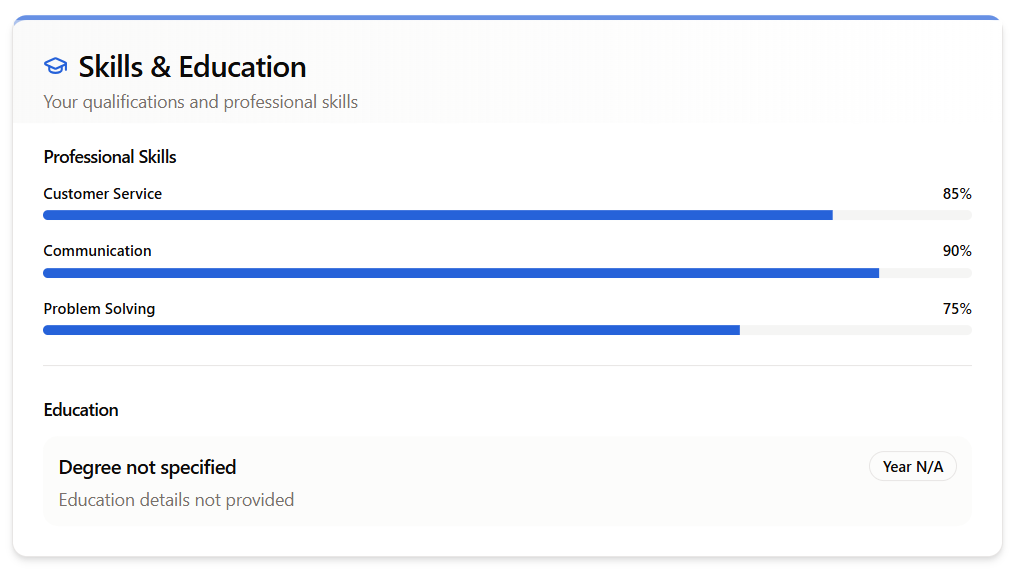 Skills & Education
Your qualifications and professional skills
Professional Skills
Customer Service 85%
Communication 90%
Problem Solving 75%
Education
Degree not specified Year N/A
Education details not provided